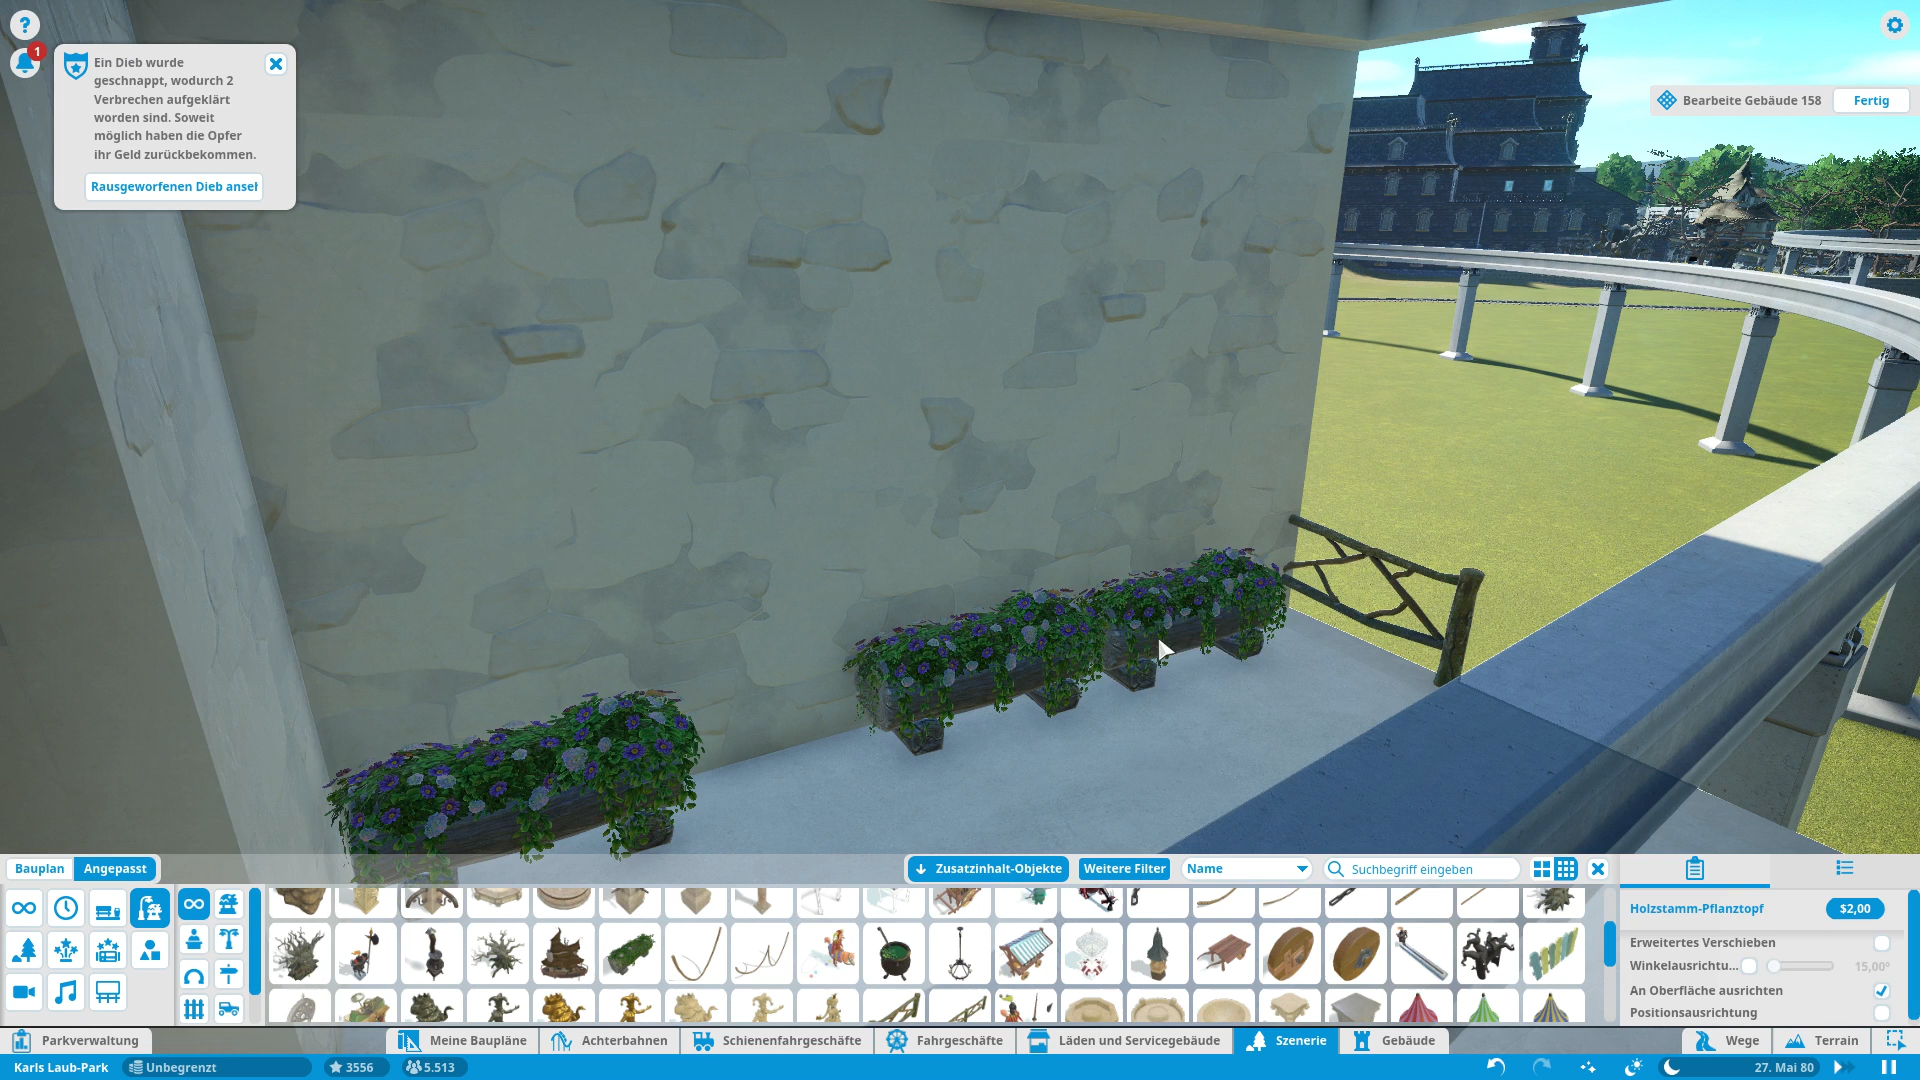 ?
1
Ein Dieb wurde
geschnappt, wodurch 2
Verbrechen aufgeklärt
worden sind. Soweit
möglich haben die Opfer
ihr Geld zurückbekommen.
Rausgeworfenen Dieb anseh
Bearbeite Gebäude 158
Fertig
Bauplan
Angepasst
Zusatzinhalt-Objekte
Weitere Filter
Name
Suchbegriff eingeben
Holzstamm-Pflanztopf
$2,00
Erweitertes Verschieben
Winkelausrichtu...
15,00°
An Oberfläche ausrichten
Positionsausrichtung
Parkverwaltung
Meine Baupläne
Achterbahnen
Schienenfahrgeschäfte
Fahrgeschäfte
Läden und Servicegebäude
Szenerie
Gebäude
Wege
Terrain
Karls Laub-Park
Unbegrenzt
3556
5.513
27. Mai 80